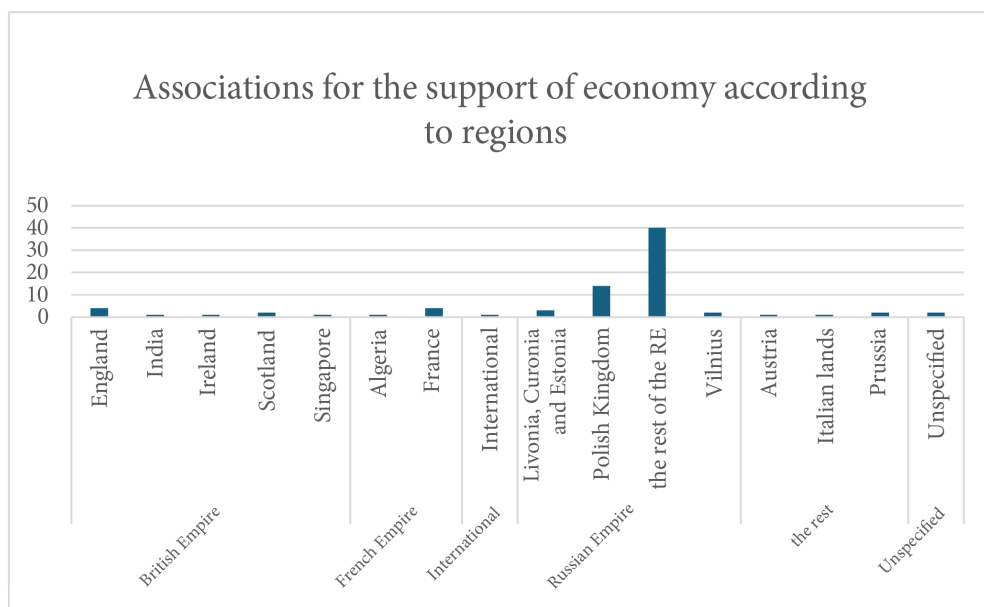 Associations for the support of economy according
to regions
50
40
30
20
10
0
England
India
Ireland
Scotland
Singapore
Algeria
France
International
Livonia, Curonia
and Estonia
Polish Kingdom
the rest of the RE
Vilnius
Austria
Italian lands
Prussia
Unspecified
British Empire
French Empire
International
Russian Empire
the rest
Unspecified